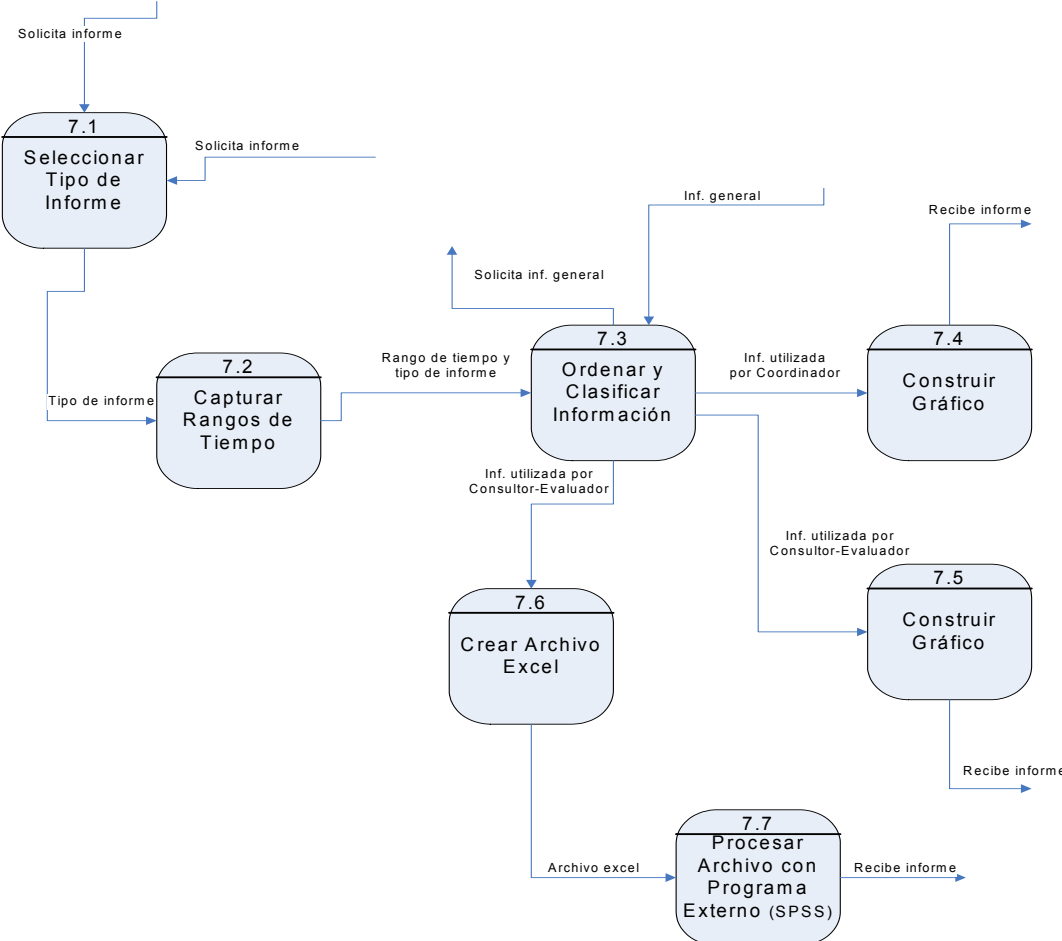 Solicita informe
7.1
Seleccionar
Tipo de
Informe
Solicita informe
Inf. general
Recibe informe
Solicita inf. general
7.2
Capturar
Rangos de
Tiempo
Tipo de informe
Rango de tiempo y
tipo de informe
7.3
Ordenar y
Clasificar
Información
Inf. utilizada
por Coordinador
7.4
Construir
Gráfico
Inf. utilizada por
Consultor-Evaluador
Inf. utilizada por
Consultor-Evaluador
7.5
Construir
Gráfico
7.6
Crear Archivo
Excel
Recibe informe
Archivo excel
7.7
Procesar
Archivo con
Programa
Externo (SPSS)
Recibe informe